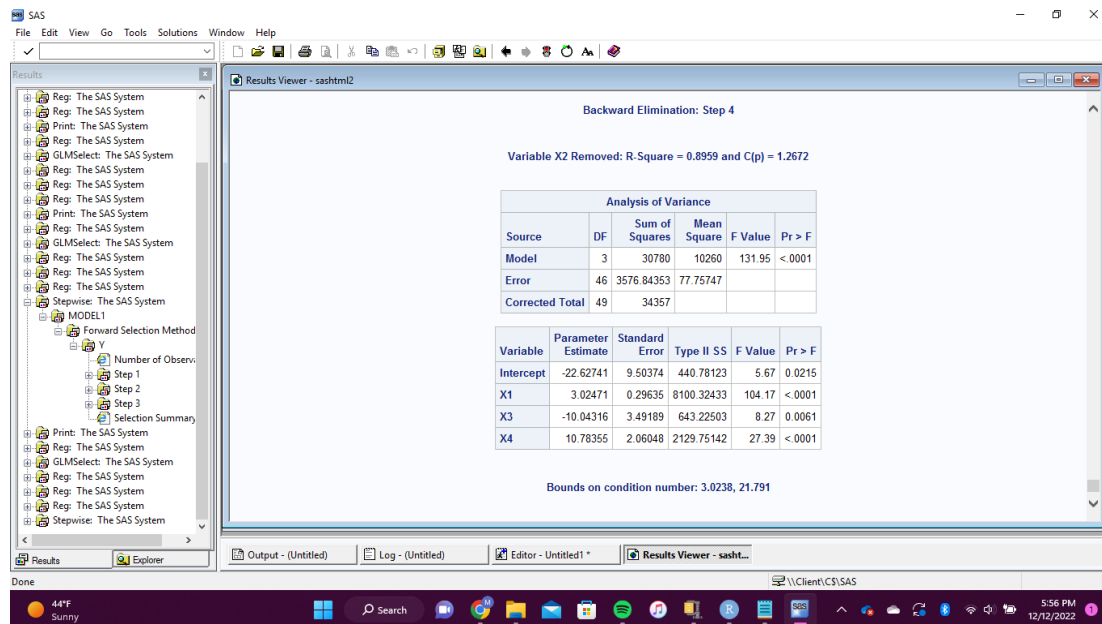 SAS
File Edit View Go Tools Solutions Window Help
Results
Reg: The SAS System
Reg: The SAS System
Print: The SAS System
Reg: The SAS System
GLMSelect: The SAS System
Reg: The SAS System
Reg: The SAS System
Reg: The SAS System
Print: The SAS System
Reg: The SAS System
GLMSelect: The SAS System
Reg: The SAS System
Reg: The SAS System
Reg: The SAS System
Stepwise: The SAS System
MODEL1
Forward Selection Method
Y
Number of Observa
Step 1
Step 2
Step 3
Selection Summary
Print: The SAS System
Reg: The SAS System
GLMSelect: The SAS System
Reg: The SAS System
Reg: The SAS System
Reg: The SAS System
Stepwise: The SAS System
Results
Explorer
Results Viewer - sashtml2
Backward Elimination: Step 4
Variable X2 Removed: R-Square = 0.8959 and C(p) = 1.2672
Analysis of Variance
Source DF Sum of Squares Mean Square F Value Pr > F
Model 3 30780 10260 131.95 <.0001
Error 46 3576.84353 77.75747
Corrected Total 49 34357
Variable Parameter Estimate Standard Error Type II SS F Value Pr > F
Intercept -22.62741 9.50374 440.78123 5.67 0.0215
X1 3.02471 0.29635 8100.32433 104.17 <.0001
X3 -10.04316 3.49189 643.22503 8.27 0.0061
X4 10.78355 2.06048 2129.75142 27.39 <.0001
Bounds on condition number: 3.0238, 21.791
Output - (Untitled) Log - (Untitled) Editor - Untitled1 * Results Viewer - sasht...
Done
\\Client\C$\SAS
44°F
Sunny
Search
5:56 PM
12/12/2022
1